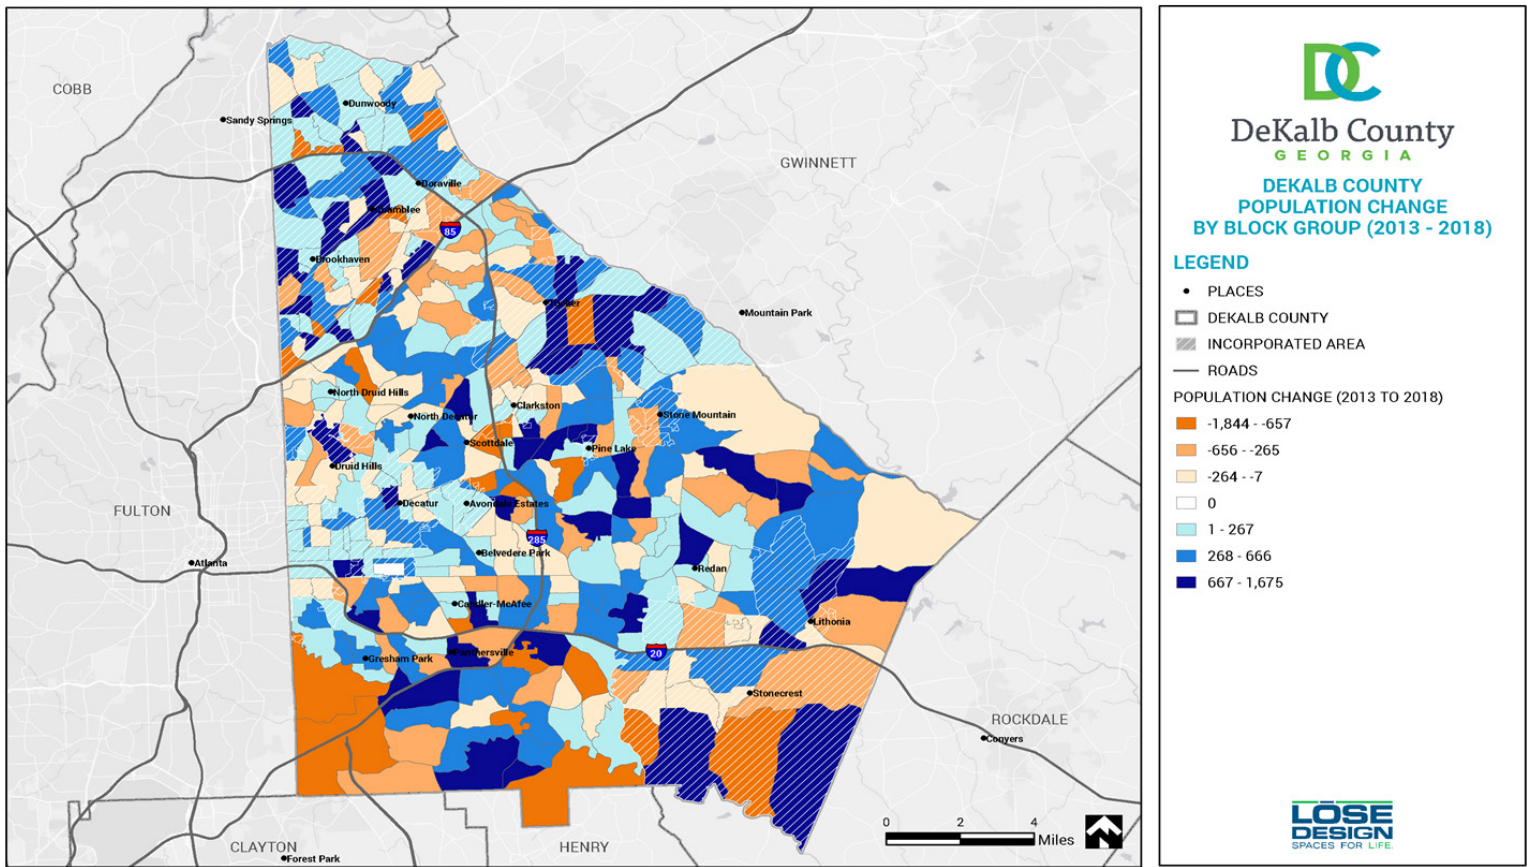 COBB
Dunwoody
Sandy Springs
GWINNETT
Doraville
Chamblee
85
Brookhaven
Tucker
Mountain Park
North Druid Hills
Clarkston
North Decatur
Stone Mountain
Scottdale
Pine Lake
Druid Hills
Decatur
Avondale Estates
FULTON
285
Belvedere Park
Atlanta
Redan
Candler-McAfee
Lithonia
Panthersville
20
Gresham Park
Stonecrest
ROCKDALE
Conyers
0 2 4
Miles
CLAYTON
HENRY
Forest Park
DC
DeKalb County
GEORGIA
DEKALB COUNTY
POPULATION CHANGE
BY BLOCK GROUP (2013 - 2018)
LEGEND
PLACES
DEKALB COUNTY
INCORPORATED AREA
ROADS
POPULATION CHANGE (2013 TO 2018)
-1,844 - -657
-656 - -265
-264 - -7
0
1 - 267
268 - 666
667 - 1,675
LOSE
DESIGN
SPACES FOR LIFE.